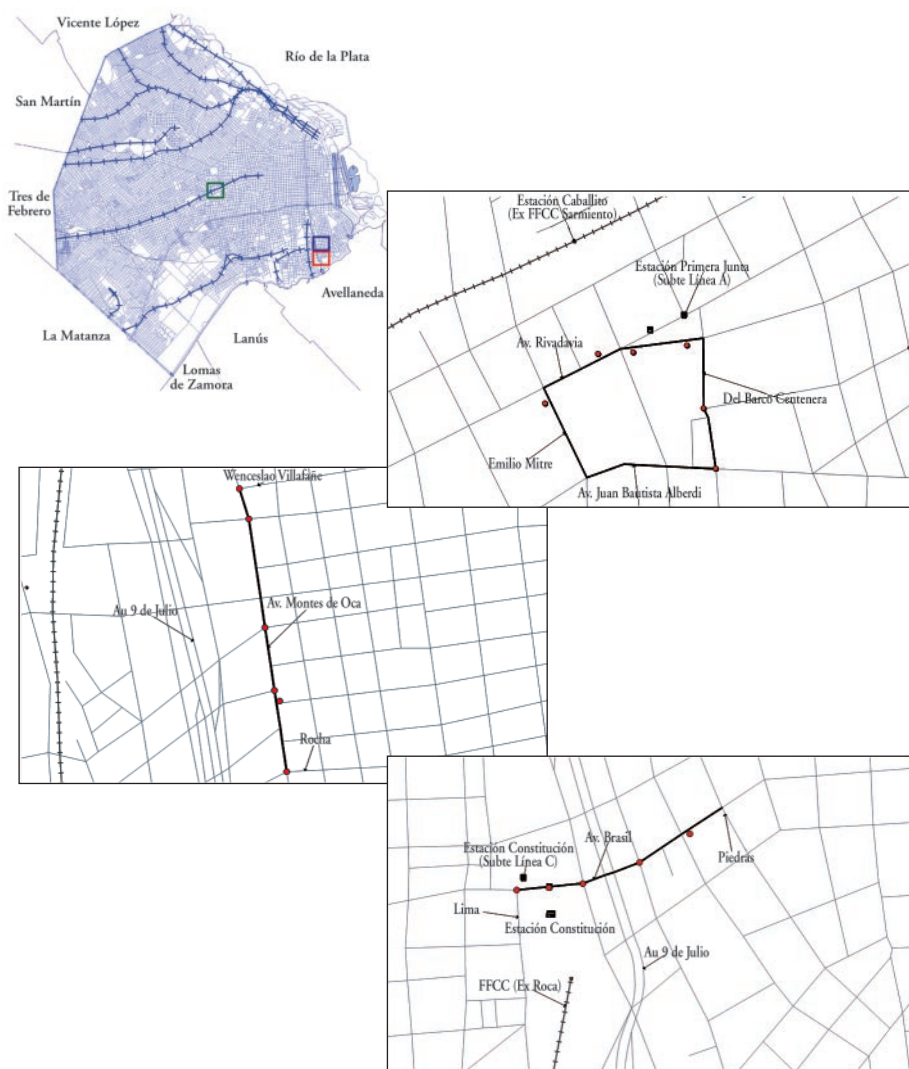 Vicente López
Río de la Plata
San Martín
Tres de
Febrero
Avellaneda
La Matanza
Lanús
Lomas
de Zamora
Estación Caballito
(Ex FFCC Sarmiento)
Estación Primera Junta
(Subte Línea A)
Av. Rivadavia
Del Barco Centenera
Emilio Mitre
Av. Juan Bautista Alberdi
Wenceslao Villafañe
Au 9 de Julio
Av. Montes de Oca
Rocha
Av. Brasil
Estación Constitución
(Subte Línea C)
Piedras
Lima
Estación Constitución
Au 9 de Julio
FFCC (Ex Roca)